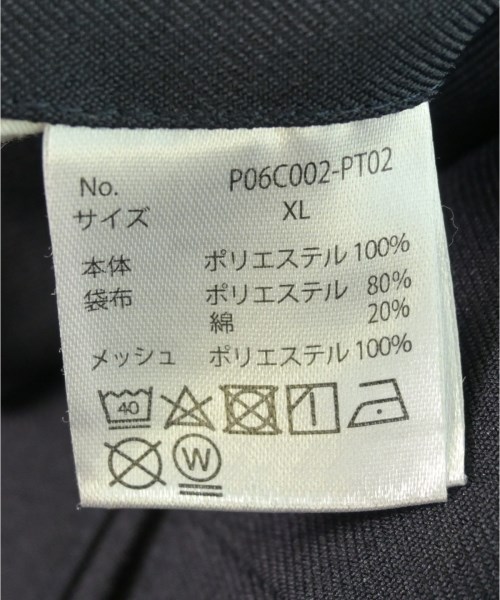 No. P06C002-PT02
サイズ XL
本体 ポリエステル 100%
袋布 ポリエステル 80%
綿 20%
メッシュ ポリエステル 100%
40
W